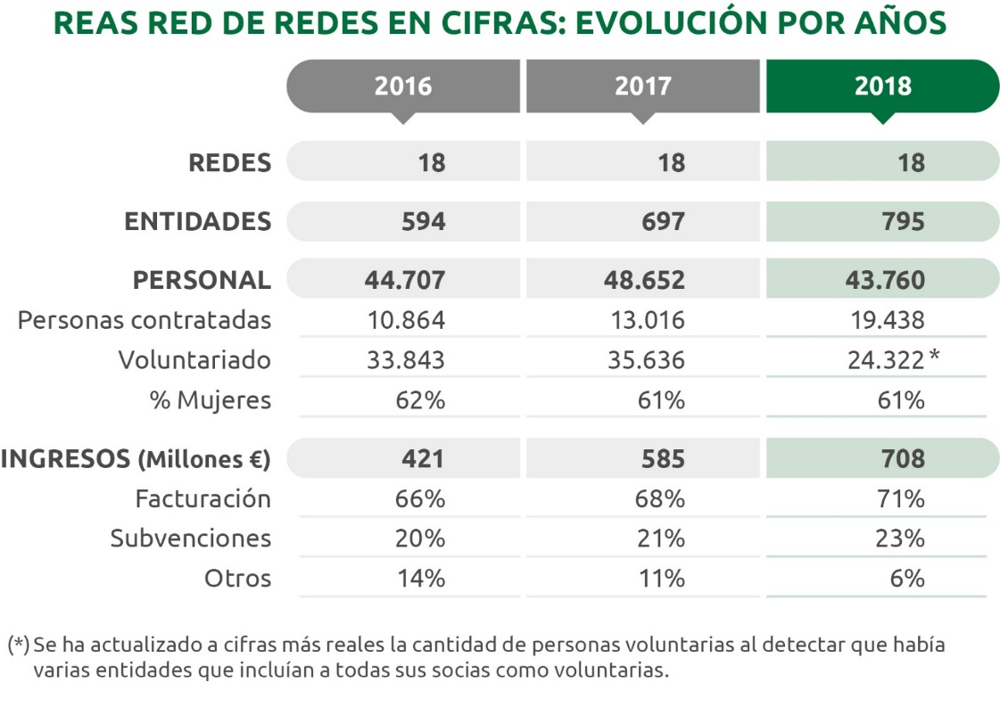 REAS RED DE REDES EN CIFRAS: EVOLUCIÓN POR AÑOS
2016 2017 2018
REDES 18 18 18
ENTIDADES 594 697 795
PERSONAL 44.707 48.652 43.760
Personas contratadas 10.864 13.016 19.438
Voluntariado 33.843 35.636 24.322 *
% Mujeres 62% 61% 61%
INGRESOS (Millones €) 421 585 708
Facturación 66% 68% 71%
Subvenciones 20% 21% 23%
Otros 14% 11% 6%
(*) Se ha actualizado a cifras más reales la cantidad de personas voluntarias al detectar que había
varias entidades que incluían a todas sus socias como voluntarias.